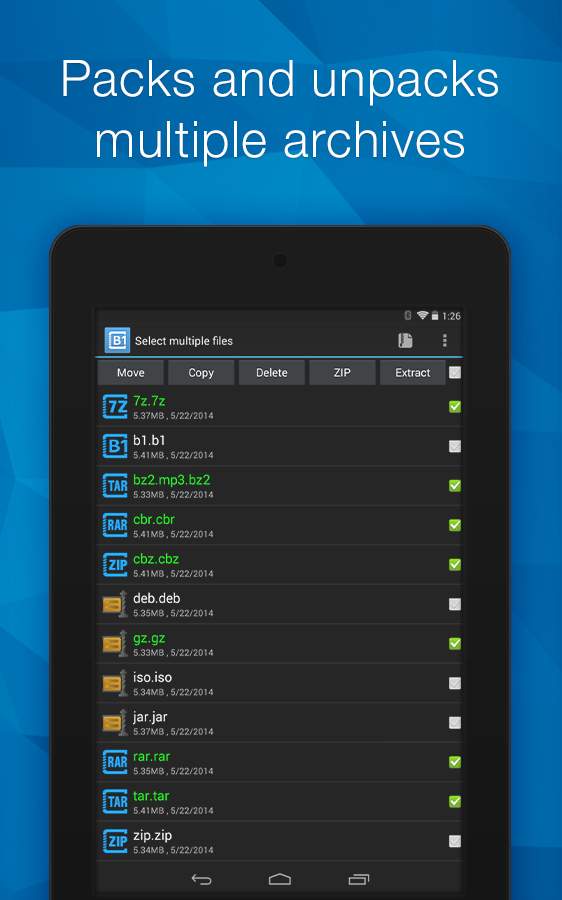 Packs and unpacks
multiple archives
1:26
B1 Select multiple files
Move Copy Delete ZIP Extract
7Z 7z.7z
5.37MB , 5/22/2014
B1 b1.b1
5.41MB , 5/22/2014
TAR bz2.mp3.bz2
5.33MB , 5/22/2014
RAR cbr.cbr
5.41MB , 5/22/2014
ZIP cbz.cbz
5.41MB , 5/22/2014
deb.deb
5.35MB , 5/22/2014
gz.gz
5.33MB , 5/22/2014
iso.iso
5.34MB , 5/22/2014
jar.jar
5.37MB , 5/22/2014
RAR rar.rar
5.35MB , 5/22/2014
TAR tar.tar
5.41MB , 5/22/2014
ZIP zip.zip
5.34MB , 5/22/2014